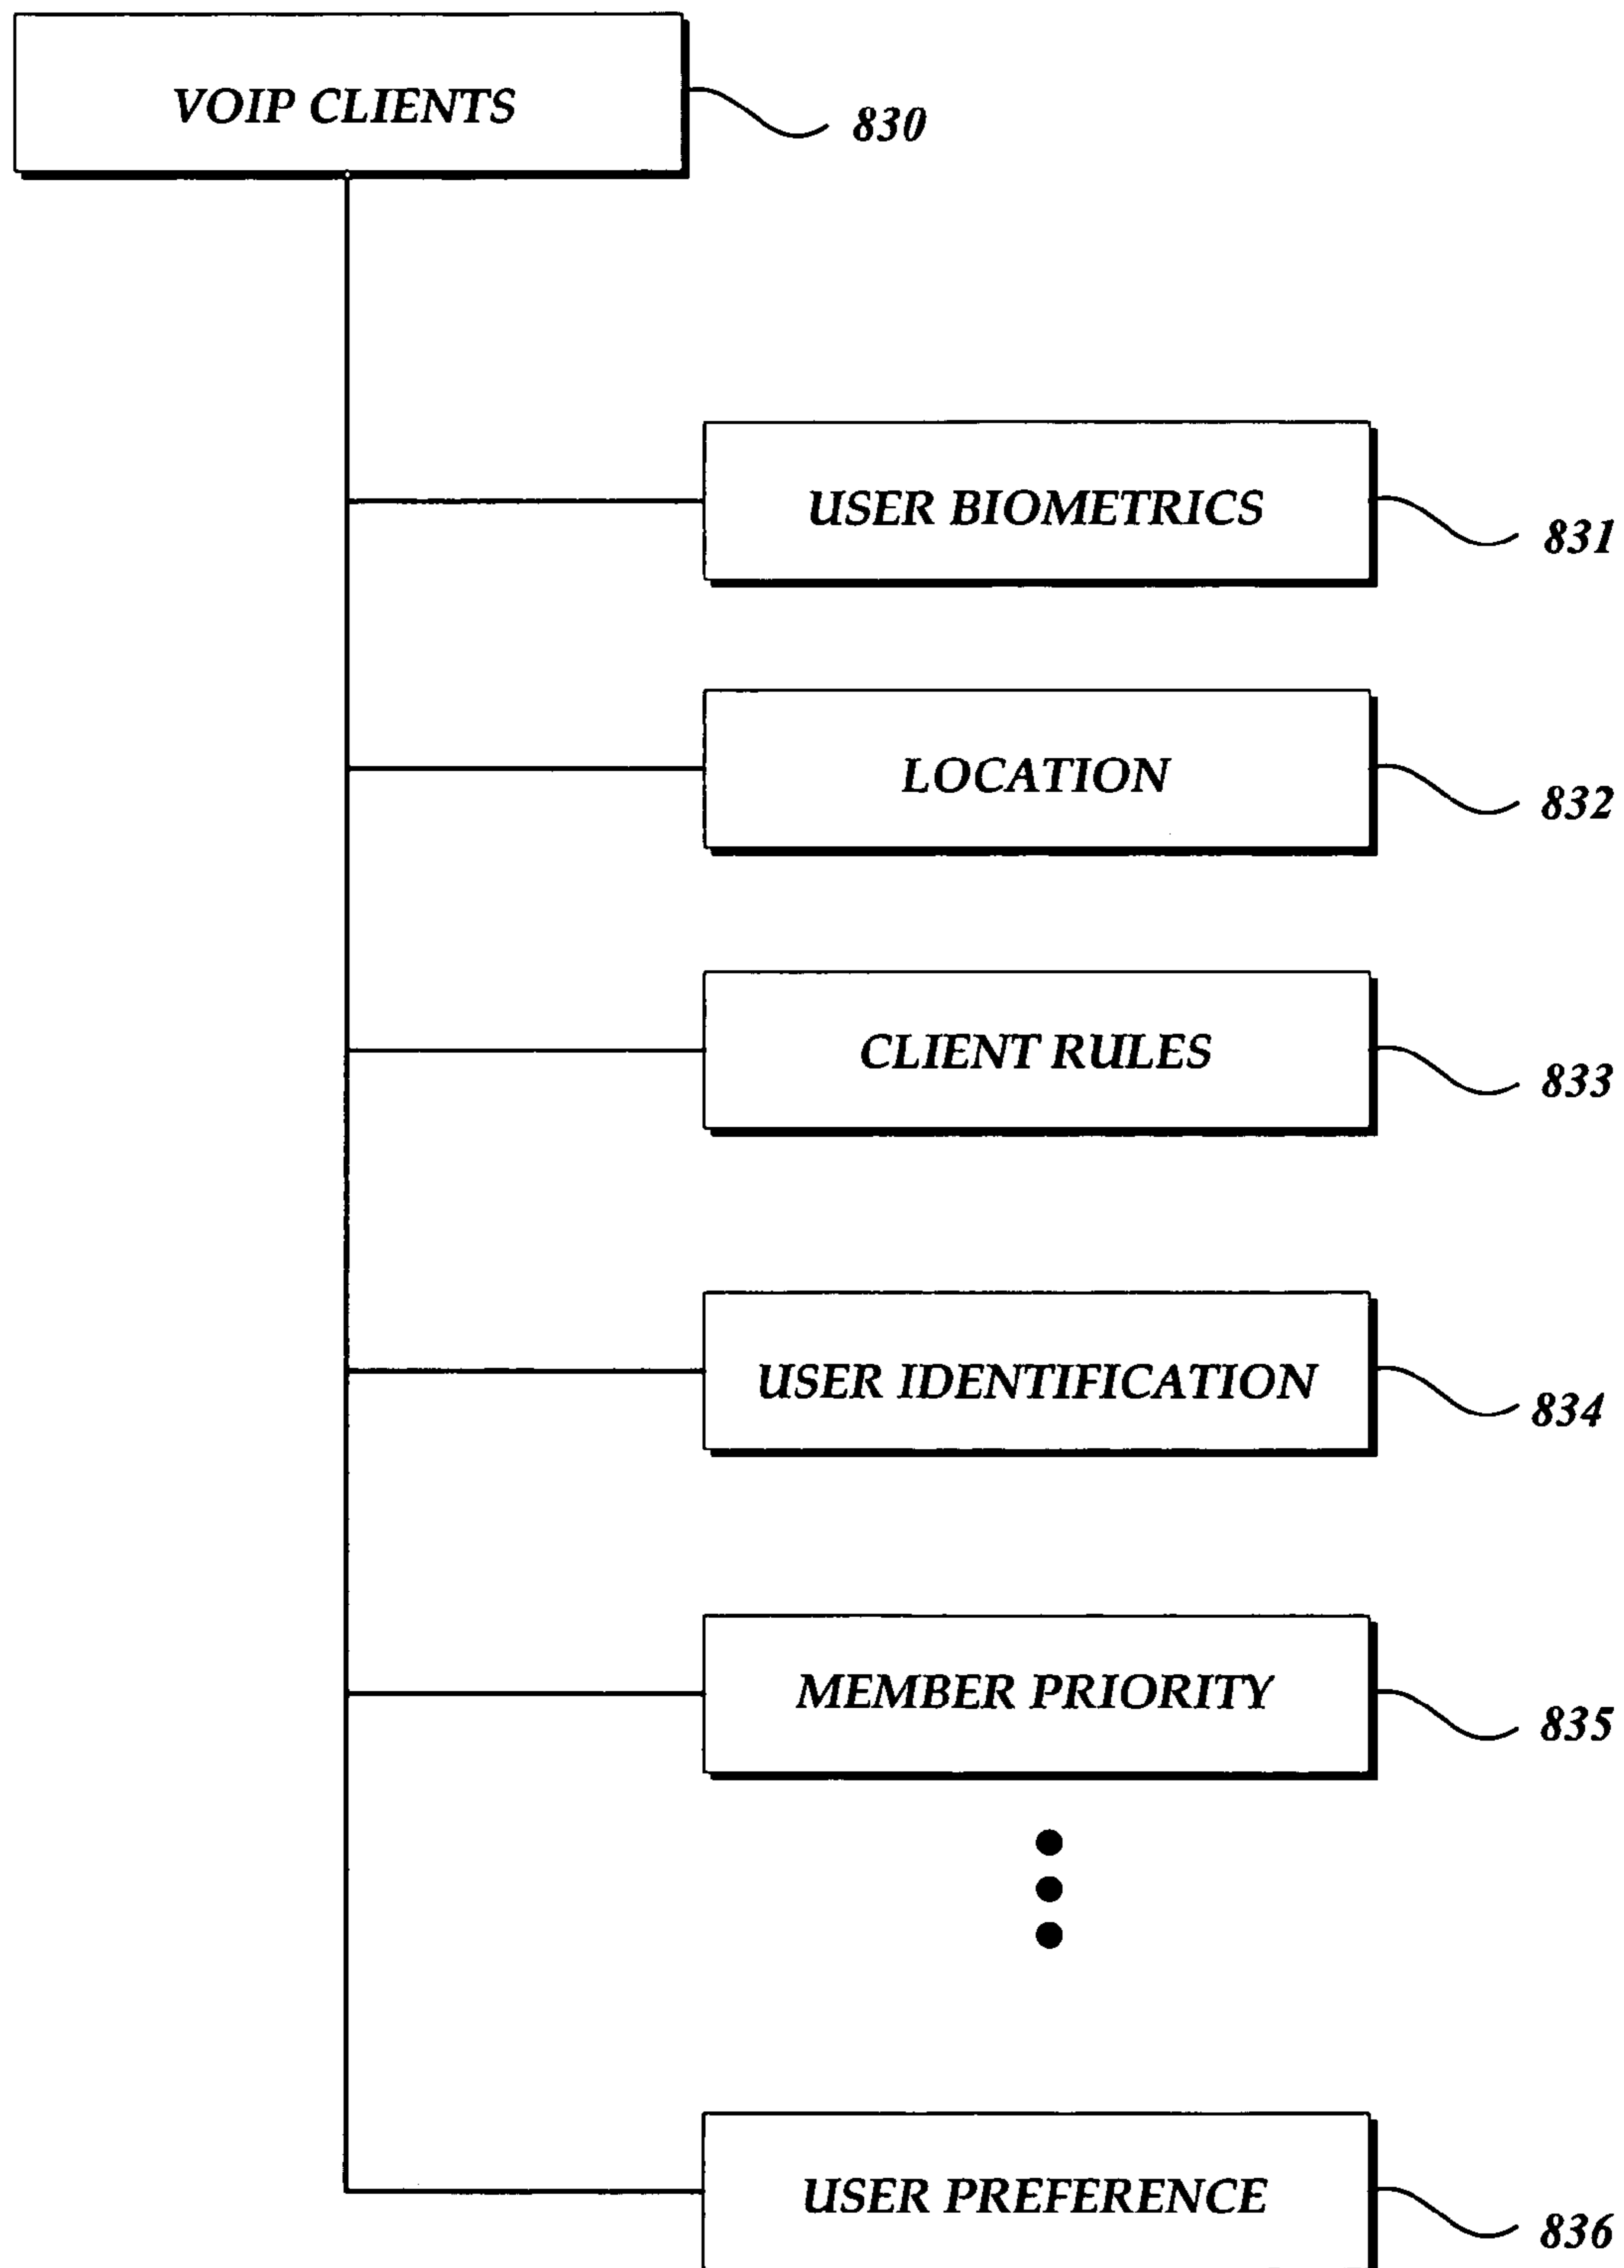 VOIP CLIENTS 830
USER BIOMETRICS 831
LOCATION 832
CLIENT RULES 833
USER IDENTIFICATION 834
MEMBER PRIORITY 835
USER PREFERENCE 836